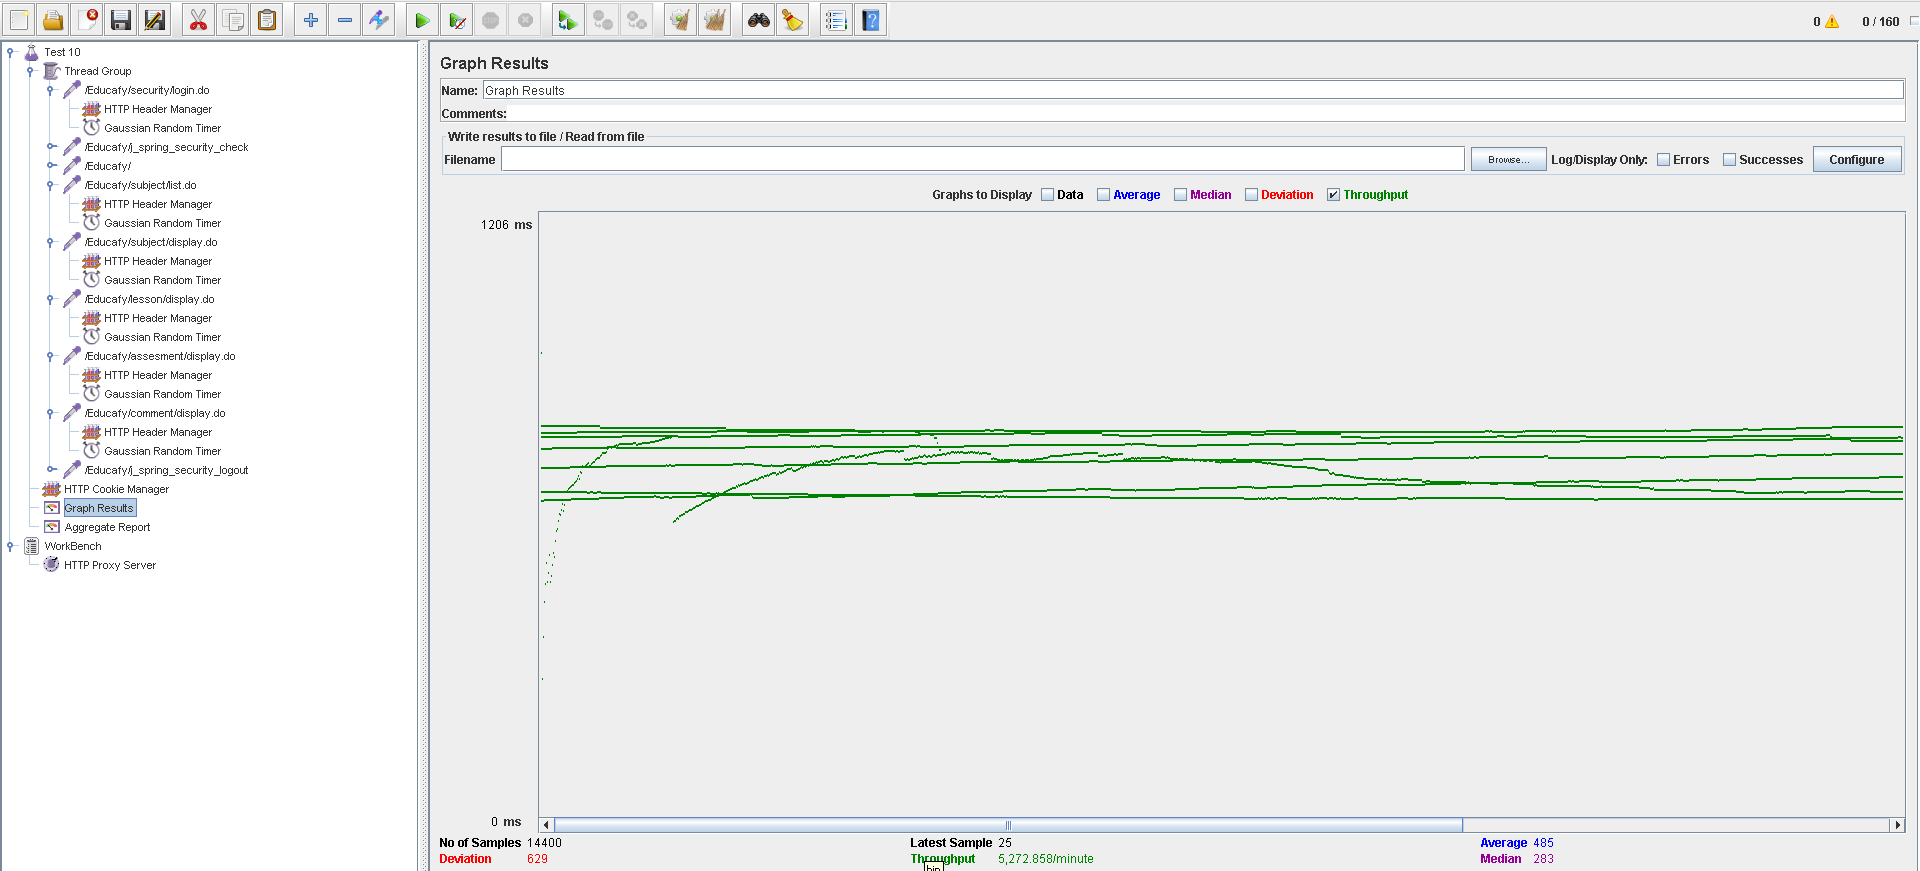 0 0 / 160
Test 10
Thread Group
/Educafy/security/login.do
HTTP Header Manager
Gaussian Random Timer
/Educafy/j_spring_security_check
/Educafy/
/Educafy/subject/list.do
HTTP Header Manager
Gaussian Random Timer
/Educafy/subject/display.do
HTTP Header Manager
Gaussian Random Timer
/Educafy/lesson/display.do
HTTP Header Manager
Gaussian Random Timer
/Educafy/assesment/display.do
HTTP Header Manager
Gaussian Random Timer
/Educafy/comment/display.do
HTTP Header Manager
Gaussian Random Timer
/Educafy/j_spring_security_logout
HTTP Cookie Manager
Graph Results
Aggregate Report
WorkBench
HTTP Proxy Server
Graph Results
Name: Graph Results
Comments:
Write results to file / Read from file
Filename Browse... Log/Display Only: Errors Successes Configure
Graphs to Display Data Average Median Deviation Throughput
1206 ms
0 ms
No of Samples 14400 Latest Sample 25 Average 485
Deviation 629 Throughput 5,272.858/minute Median 283
bin